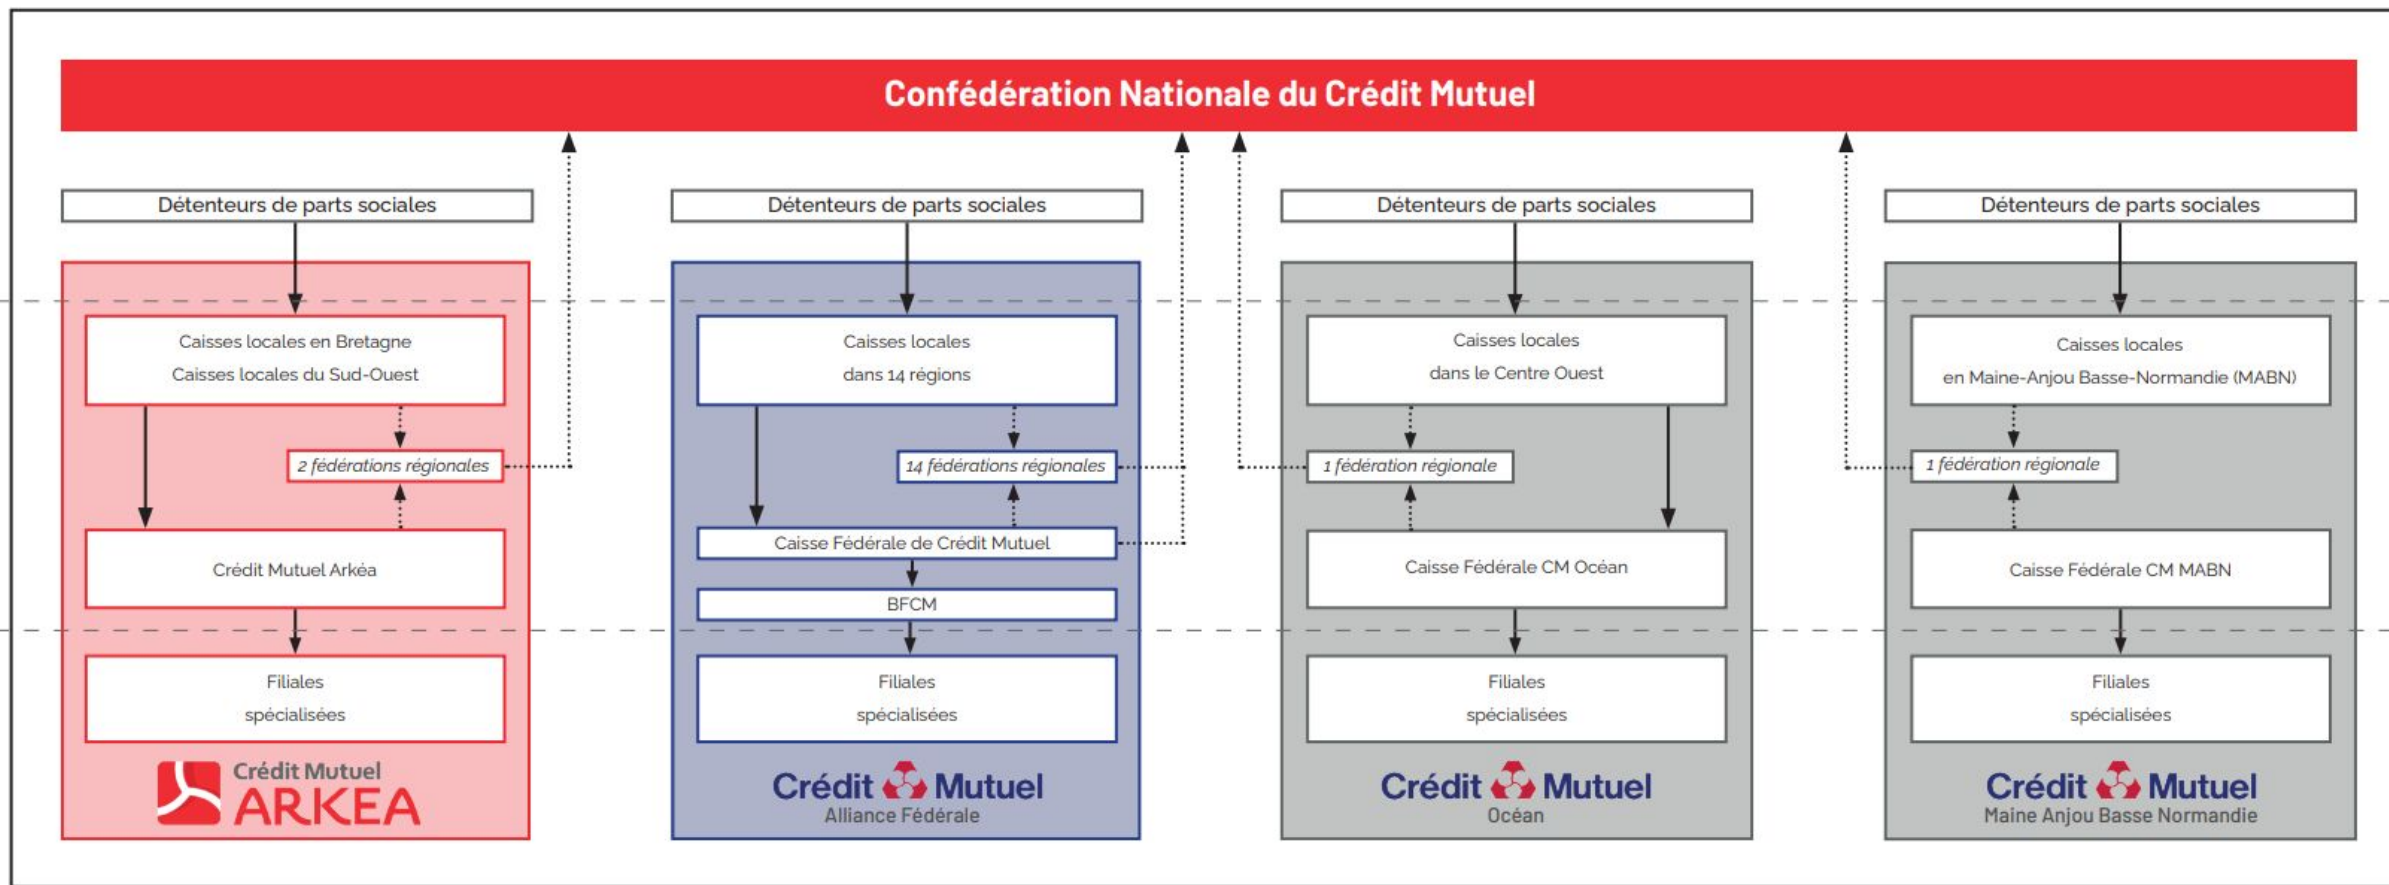 Confédération Nationale du Crédit Mutuel
Détenteurs de parts sociales
Caisses locales en Bretagne
Caisses locales du Sud-Ouest
2 fédérations régionales
Crédit Mutuel Arkéa
Filiales
spécialisées
Crédit Mutuel
ARKEA
Détenteurs de parts sociales
Caisses locales
dans 14 régions
14 fédérations régionales
Caisse Fédérale de Crédit Mutuel
BFCM
Filiales
spécialisées
Crédit Mutuel
Alliance Fédérale
Détenteurs de parts sociales
Caisses locales
dans le Centre Ouest
1 fédération régionale
Caisse Fédérale CM Océan
Filiales
spécialisées
Crédit Mutuel
Océan
Détenteurs de parts sociales
Caisses locales
en Maine-Anjou Basse-Normandie (MABN)
1 fédération régionale
Caisse Fédérale CM MABN
Filiales
spécialisées
Crédit Mutuel
Maine Anjou Basse Normandie